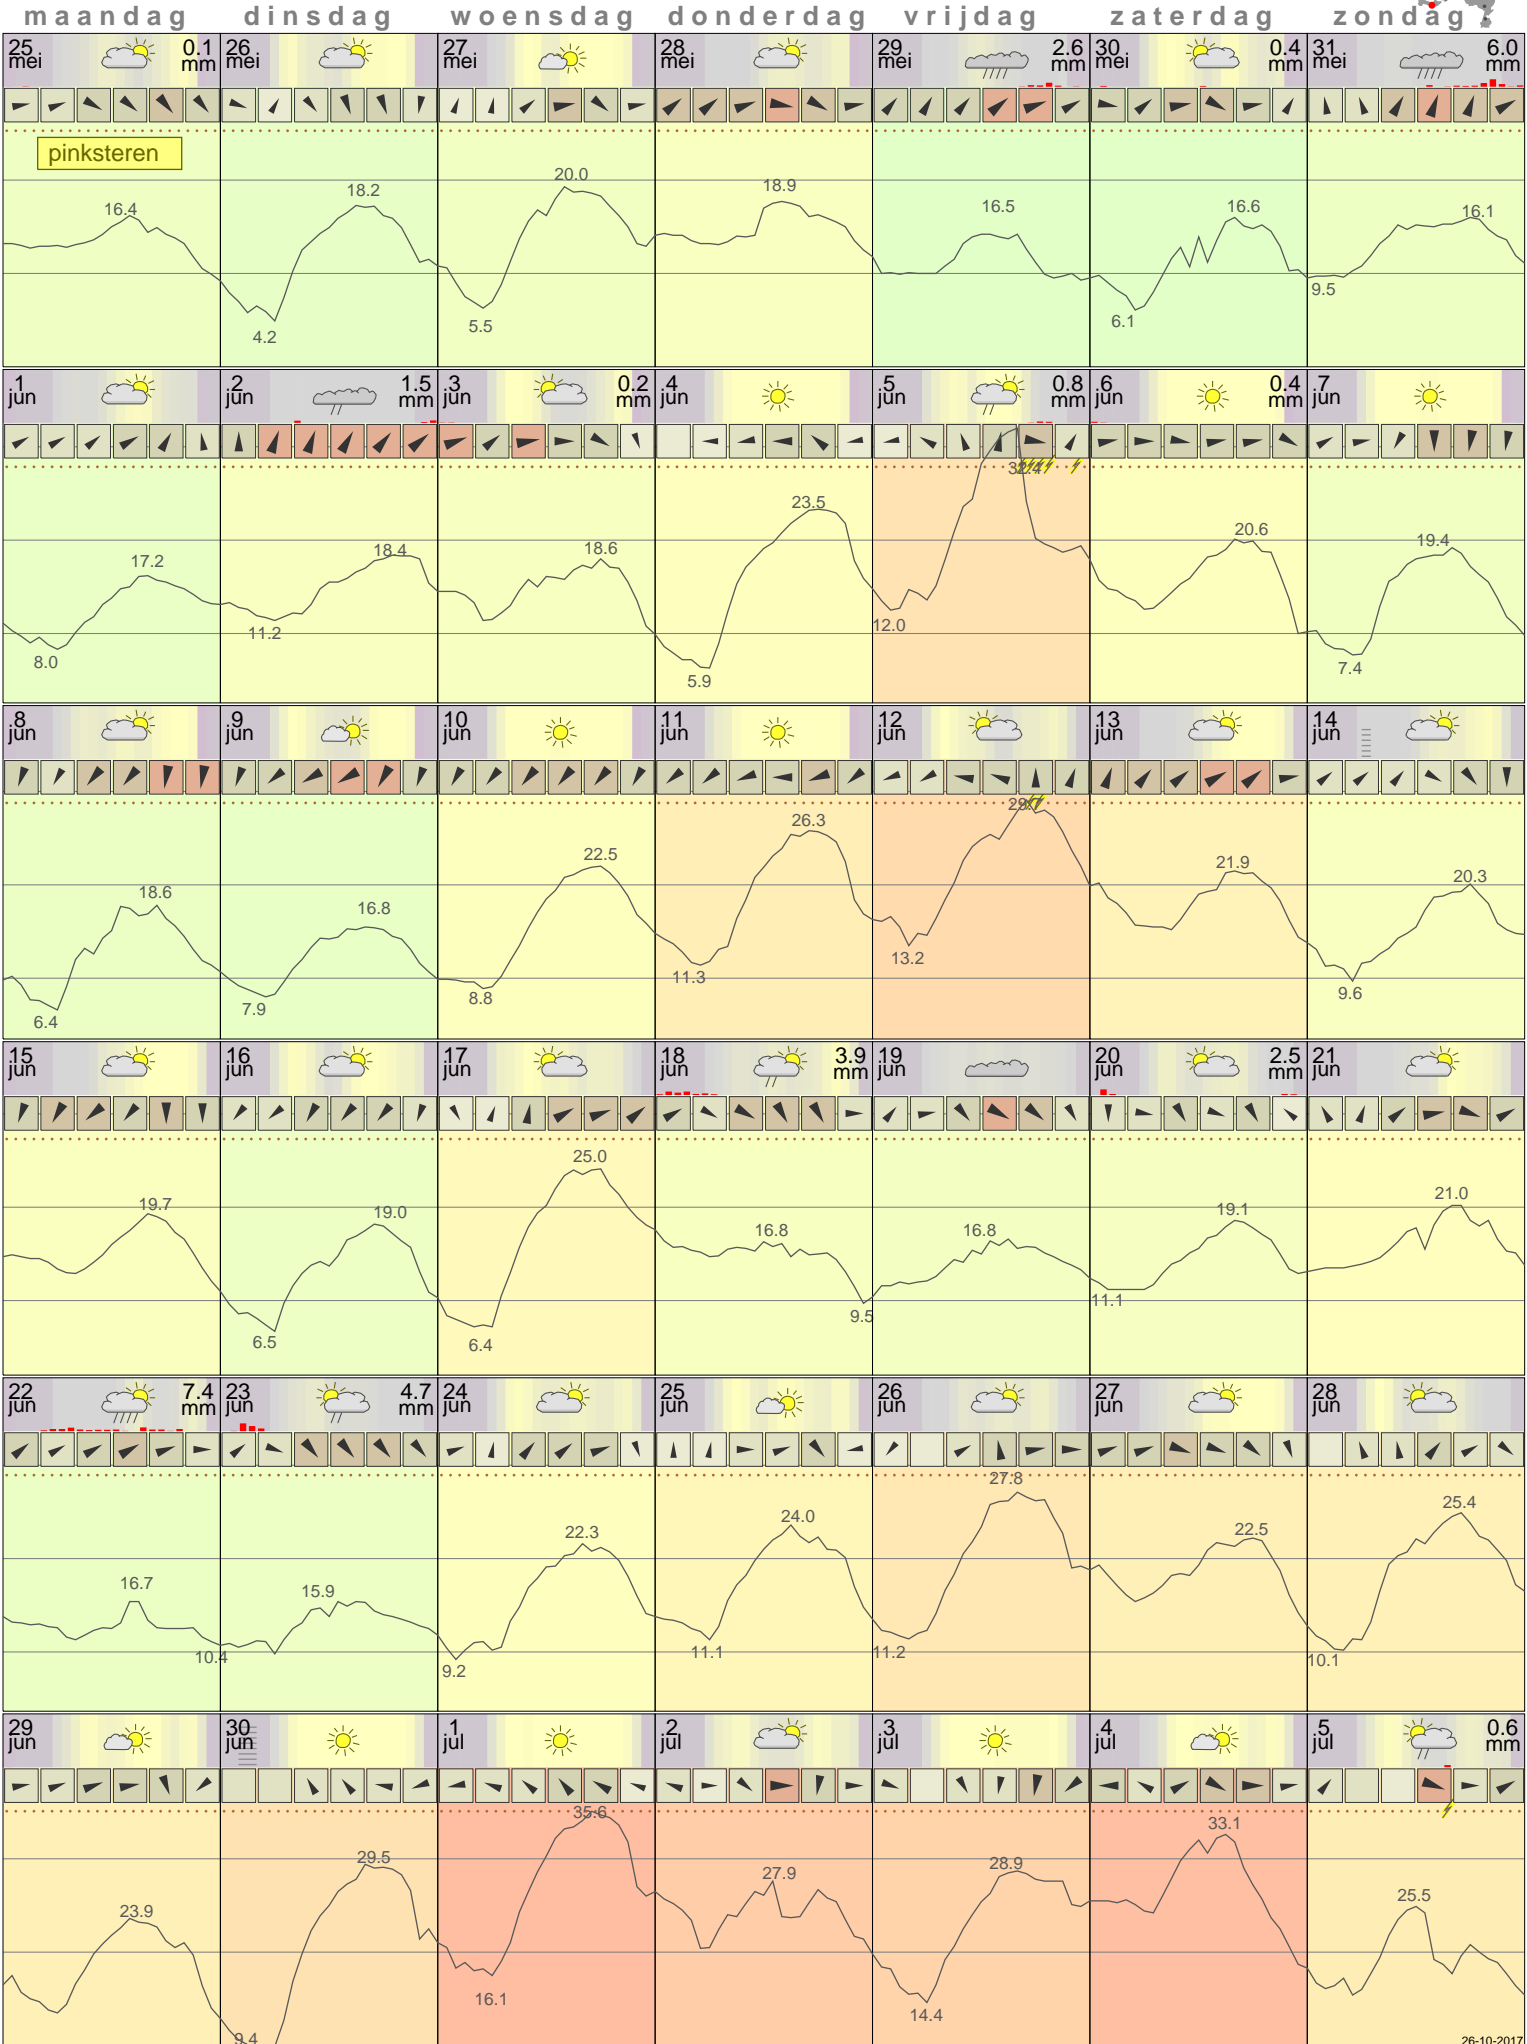 maandag dinsdag woensdag donderdag vrijdag zaterdag zondag
25 mei 0.1 mm 26 mei 27 mei 28 mei 29 mei 2.6 mm 30 mei 0.4 mm 31 mei 6.0 mm
pinksteren
16.4 18.2 4.2 20.0 5.5 18.9 16.5 16.6 6.1 16.1 9.5
1 jun 2 jun 1.5 mm 3 jun 0.2 mm 4 jun 5 jun 0.8 mm 6 jun 0.4 mm 7 jun
17.2 8.0 18.4 11.2 18.6 23.5 5.9 32.4 12.0 20.6 19.4 7.4
8 jun 9 jun 10 jun 11 jun 12 jun 13 jun 14 jun
18.6 6.4 16.8 7.9 22.5 8.8 26.3 11.3 29.7 13.2 21.9 20.3 9.6
15 jun 16 jun 17 jun 18 jun 3.9 mm 19 jun 20 jun 2.5 mm 21 jun
19.7 19.0 6.5 25.0 6.4 16.8 9.5 16.8 19.1 11.1 21.0
22 jun 7.4 mm 23 jun 4.7 mm 24 jun 25 jun 26 jun 27 jun 28 jun
16.7 10.4 15.9 22.3 9.2 24.0 11.1 27.8 11.2 22.5 25.4 10.1
29 jun 30 jun 1 jul 2 jul 3 jul 4 jul 5 jul 0.6 mm
23.9 29.5 9.4 35.6 16.1 27.9 28.9 14.4 33.1 25.5
26-10-2017